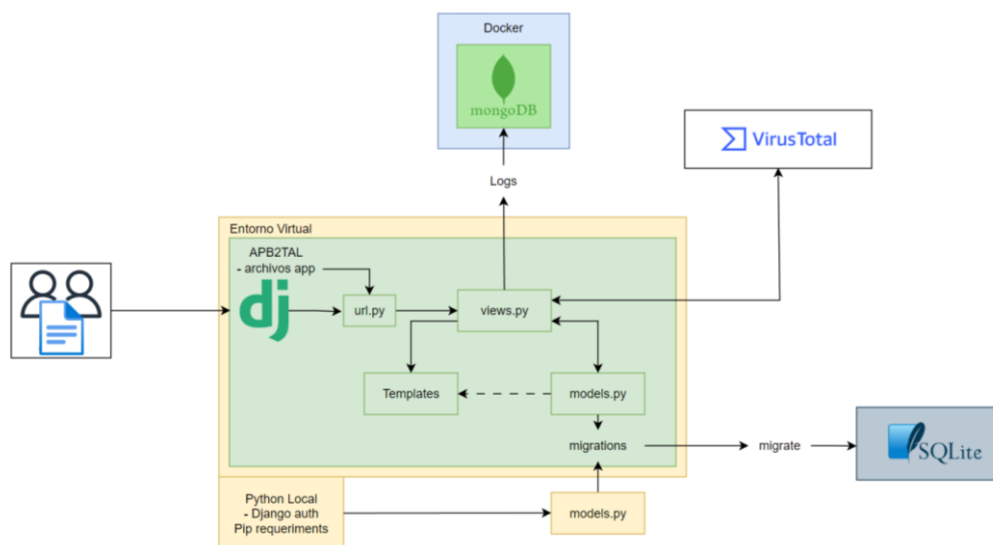 Docker
mongoDB
VirusTotal
Logs
Entorno Virtual
APB2TAL
- archivos app
dj
url.py
views.py
Templates
models.py
migrations
migrate
SQLite
Python Local
- Django auth
Pip requeriments
models.py